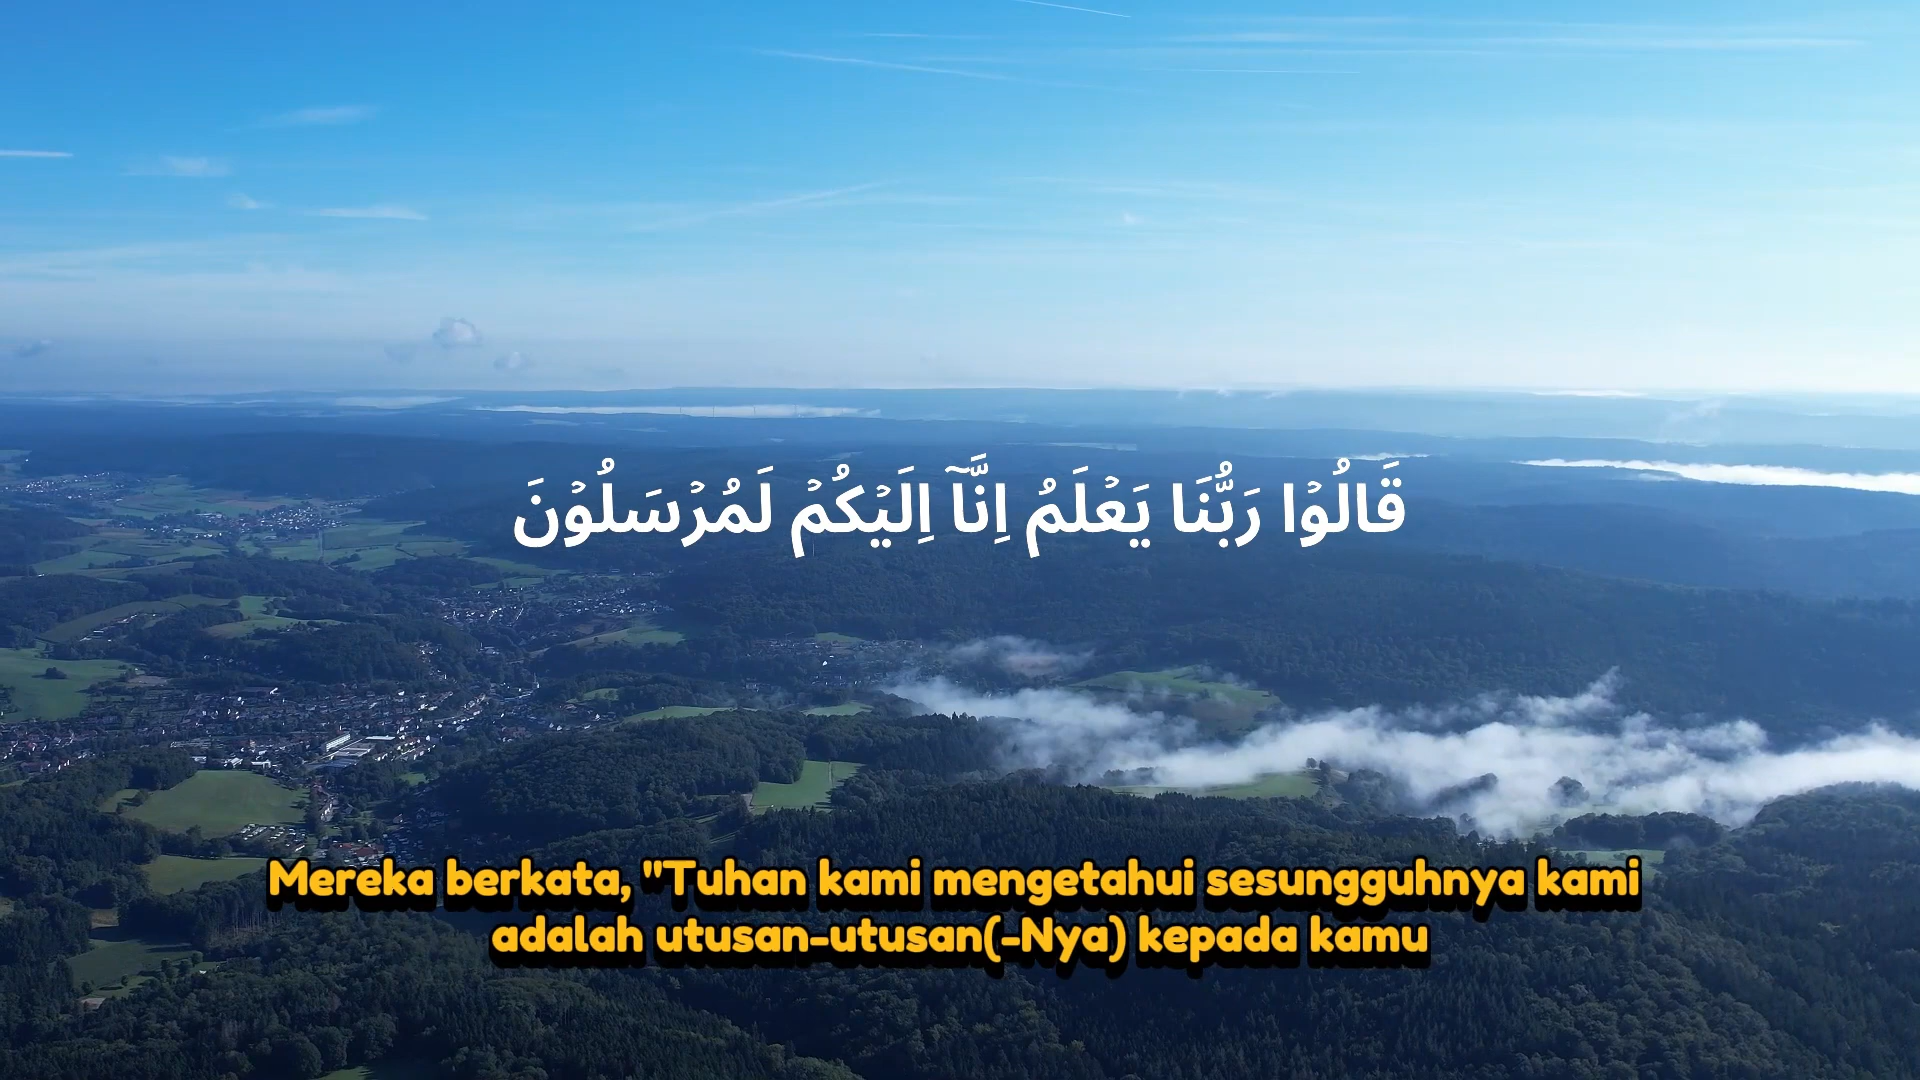 قَالُوْا رَبُّنَا يَعْلَمُ اِنَّآ اِلَيْكُمْ لَمُرْسَلُوْنَ
Mereka berkata, "Tuhan kami mengetahui sesungguhnya kami
adalah utusan-utusan(-Nya) kepada kamu